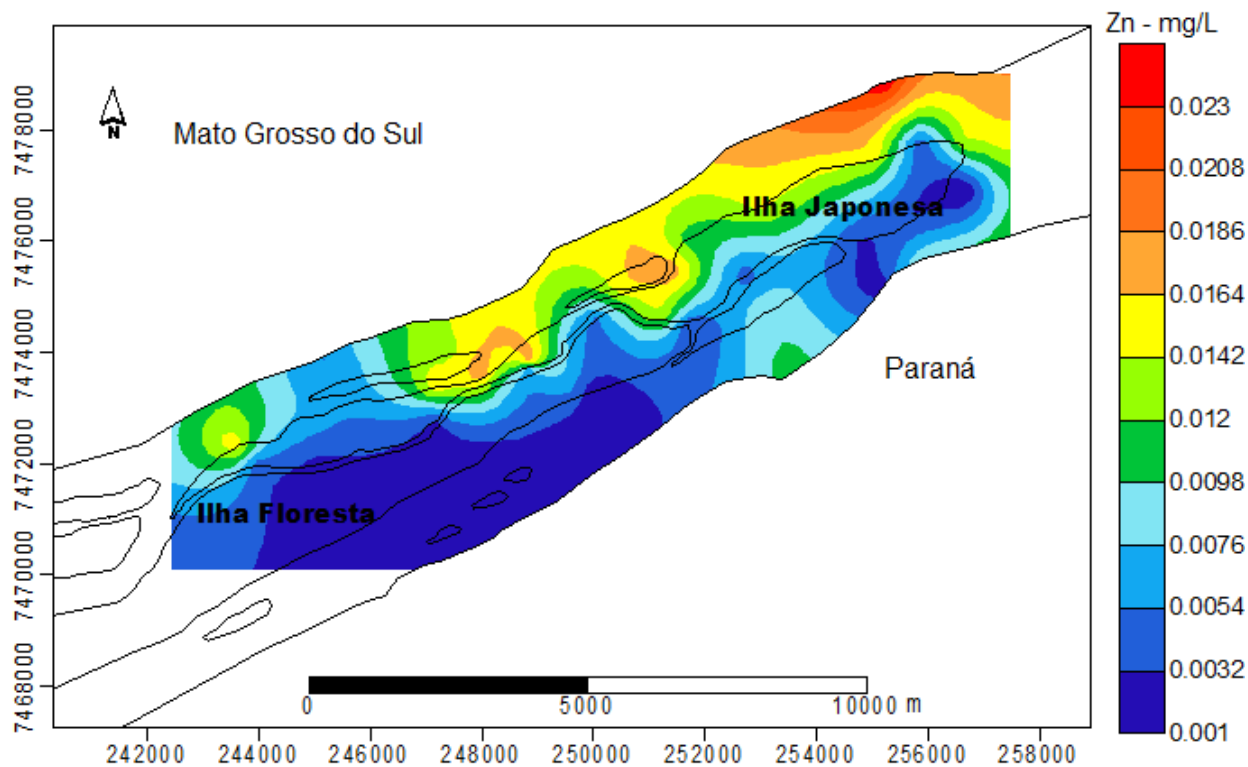 Zn - mg/L
0.023
0.0208
0.0186
0.0164
0.0142
0.012
0.0098
0.0076
0.0054
0.0032
0.001
N
Mato Grosso do Sul
Ilha Japonesa
Paraná
Ilha Floresta
0 5000 10000 m
7478000
7476000
7474000
7472000
7470000
7468000
242000 244000 246000 248000 250000 252000 254000 256000 258000